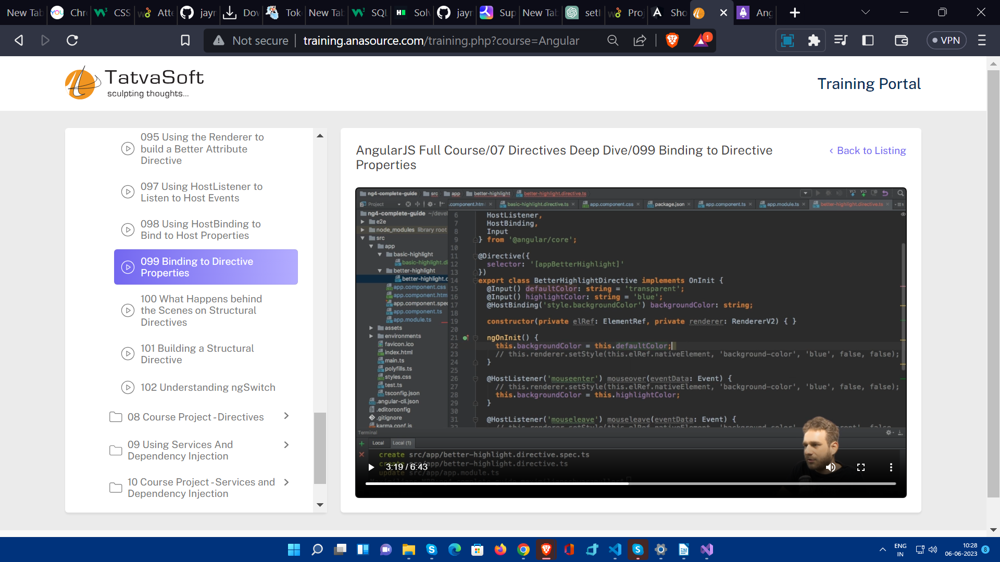 New Tab
Chr
CSS
Atte
jayr
Dov
Tok
New Tab
SQL
Solv
jayr
Sup
New Tab
setI
Proj
Sho
Ang
Not secure
training.anasource.com/training.php?course=Angular
1
VPN
TatvaSoft
sculpting thoughts...
Training Portal
095 Using the Renderer to
build a Better Attribute
Directive
097 Using HostListener to
Listen to Host Events
098 Using HostBinding to
Bind to Host Properties
099 Binding to Directive
Properties
100 What Happens behind
the Scenes on Structural
Directives
101 Building a Structural
Directive
102 Understanding ngSwitch
08 Course Project - Directives
09 Using Services And
Dependency Injection
10 Course Project - Services and
Dependency Injection
AngularJS Full Course/07 Directives Deep Dive/099 Binding to Directive
Properties
‹ Back to Listing
ng4-complete-guide src app better-highlight better-highlight.directive.ts
Project
.component.html basic-highlight.directive.ts app.component.css package.json app.component.ts app.module.ts better-highlight.directive.ts
ng4-complete-guide ~/devel
e2e
node_modules library root
src
app
basic-highlight
basic-highlight.di
better-highlight
better-highlight.d
app.component.css
app.component.htm
app.component.spec
app.component.ts
app.module.ts
assets
environments
favicon.ico
index.html
main.ts
polyfills.ts
styles.css
test.ts
tsconfig.json
.angular-cli.json
.editorconfig
.gitignore
karma.conf.js
6 HostListener,
7 HostBinding,
8 Input
9 } from '@angular/core';
10
11 @Directive({
12 selector: '[appBetterHighlight]'
13 })
14 export class BetterHighlightDirective implements OnInit {
15 @Input() defaultColor: string = 'transparent';
16 @Input() highlightColor: string = 'blue';
17 @HostBinding('style.backgroundColor') backgroundColor: string;
18
19 constructor(private elRef: ElementRef, private renderer: RendererV2) { }
20
21 ngOnInit() {
22 this.backgroundColor = this.defaultColor;
23 // this.renderer.setStyle(this.elRef.nativeElement, 'background-color', 'blue', false, false);
24 }
25
26 @HostListener('mouseenter') mouseover(eventData: Event) {
27 // this.renderer.setStyle(this.elRef.nativeElement, 'background-color', 'blue', false, false);
28 this.backgroundColor = this.highlightColor;
29 }
30
31 @HostListener('mouseleave') mouseleave(eventData: Event) {
Terminal
Local Local (1)
create src/app/better-highlight.directive.spec.ts
create src/app/better-highlight.directive.ts
update src/app/app.module.ts
3:19 / 6:43
ENG
IN
10:28
06-06-2023
8